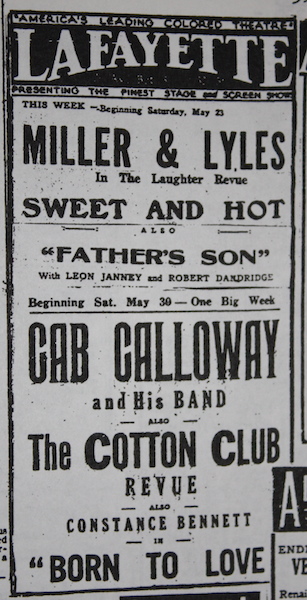 "AMERICA'S LEADING COLORED THEATRE"
LAFAYETTE
PRESENTING THE FINEST STAGE AND SCREEN SHOWS
THIS WEEK — Beginning Saturday, May 23
MILLER & LYLES
In The Laughter Revue
SWEET AND HOT
ALSO
"FATHER'S SON"
With LEON JANNEY and ROBERT DANDRIDGE
Beginning Sat. May 30 — One Big Week
CAB CALLOWAY
and His BAND
— ALSO —
The COTTON CLUB
REVUE
— ALSO —
CONSTANCE BENNETT
— IN —
"BORN TO LOVE
A
ENDI
VE
Renai